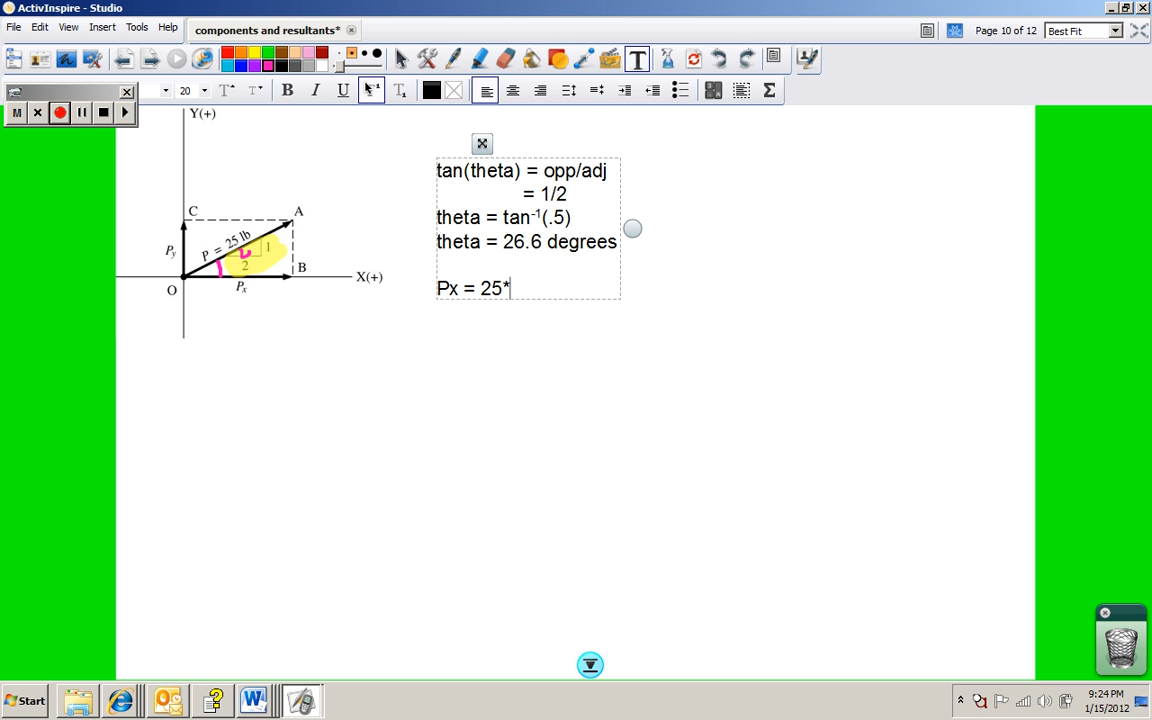 ActivInspire - Studio
File Edit View Insert Tools Help
components and resultants*
Page 10 of 12
Best Fit
20
B I U
T
Σ
M
Y(+)
C
A
P = 25 lb
1
2
Py
B
X(+)
O
Px
tan(theta) = opp/adj
= 1/2
theta = tan-1(.5)
theta = 26.6 degrees
Px = 25*
Start
9:24 PM
1/15/2012